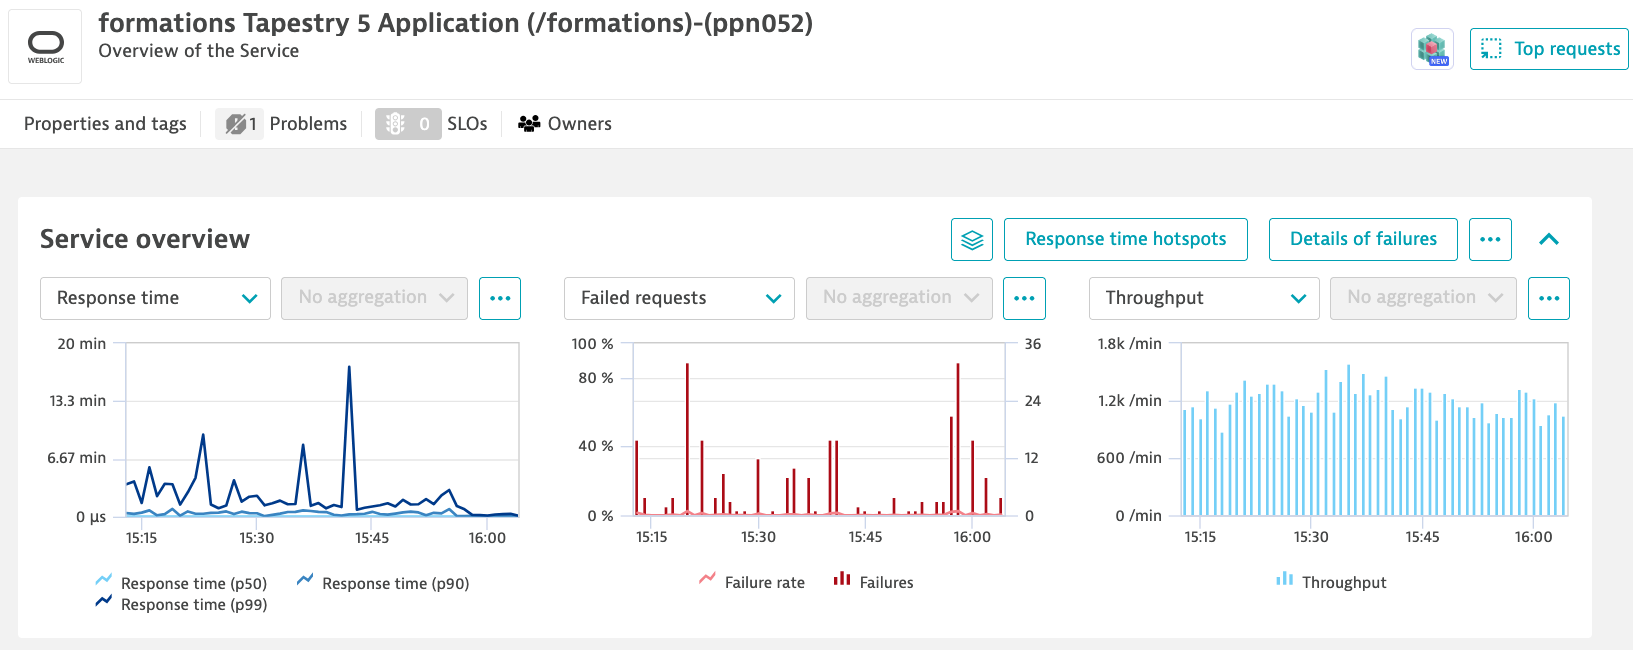 formations Tapestry 5 Application (/formations)-(ppn052)
Overview of the Service
WEBLOGIC
NEW
Top requests
Properties and tags
1 Problems
0 SLOs
Owners
Service overview
Response time hotspots
Details of failures
Response time
No aggregation
Failed requests
No aggregation
Throughput
No aggregation
20 min
13.3 min
6.67 min
0 µs
15:15 15:30 15:45 16:00
Response time (p50)
Response time (p90)
Response time (p99)
100 %
80 %
40 %
0 %
36
24
12
0
15:15 15:30 15:45 16:00
Failure rate
Failures
1.8k /min
1.2k /min
600 /min
0 /min
15:15 15:30 15:45 16:00
Throughput